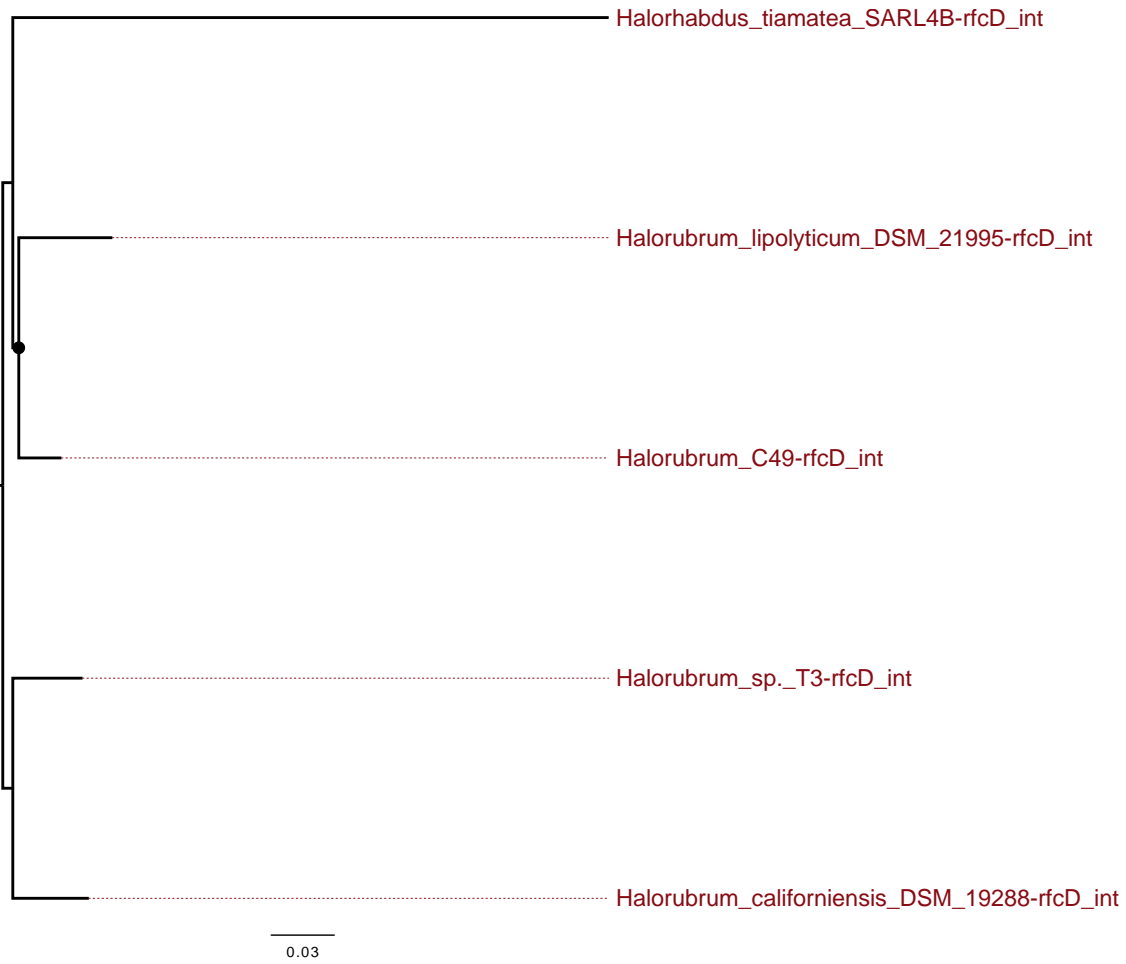 Halorhabdus_tiamatea_SARL4B-rfcD_int
Halorubrum_lipolyticum_DSM_21995-rfcD_int
Halorubrum_C49-rfcD_int
Halorubrum_sp._T3-rfcD_int
Halorubrum_californiensis_DSM_19288-rfcD_int
0.03